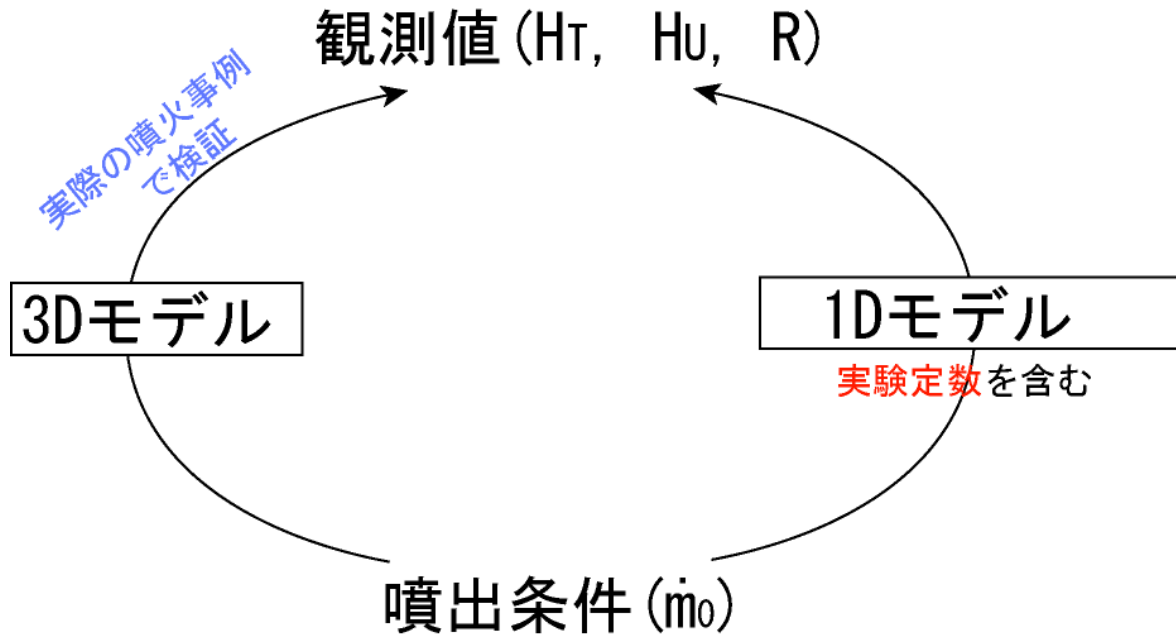 観測値(HT, HU, R)
実際の噴火事例
で検証
3Dモデル
1Dモデル
実験定数を含む
噴出条件(ṁ0)